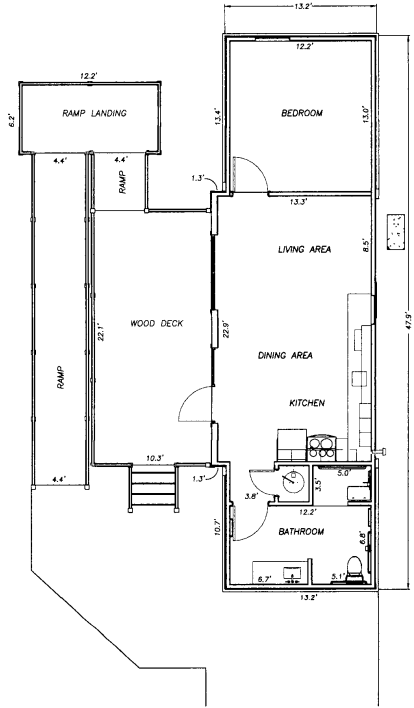 13.2'
12.2'
12.2'
RAMP LANDING
6.2'
13.4'
BEDROOM
13.0'
4.4'
4.4'
RAMP
1.3'
13.3'
LIVING AREA
8.5'
WOOD DECK
22.1'
22.9'
47.9'
DINING AREA
RAMP
KITCHEN
10.3'
1.3'
4.4'
3.8'
3.5'
5.0'
12.2'
10.7'
BATHROOM
6.8'
6.7'
5.1'
13.2'